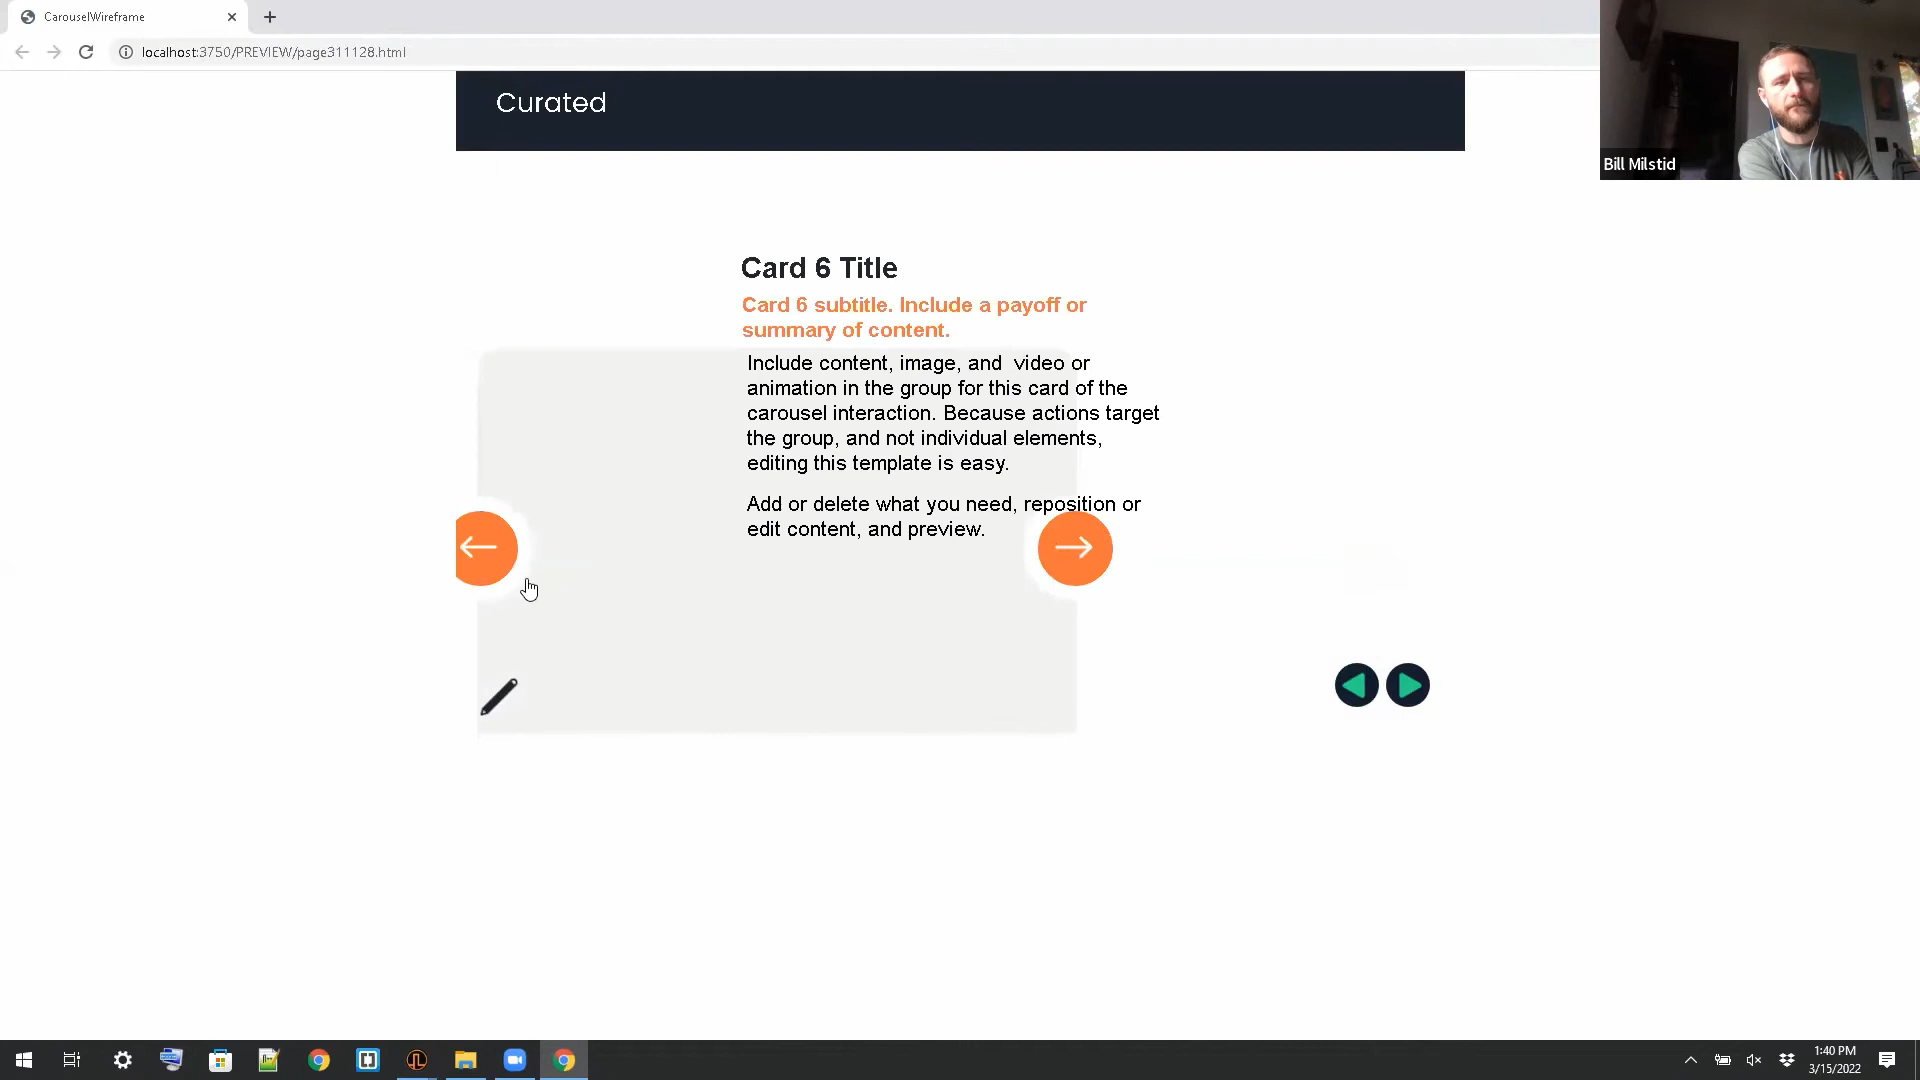 CarouselWireframe
localhost:3750/PREVIEW/page311128.html
Curated
Bill Milstid
Card 6 Title
Card 6 subtitle. Include a payoff or
summary of content.
Include content, image, and  video or
animation in the group for this card of the
carousel interaction. Because actions target
the group, and not individual elements,
editing this template is easy.
Add or delete what you need, reposition or
edit content, and preview.
1:40 PM
3/15/2022